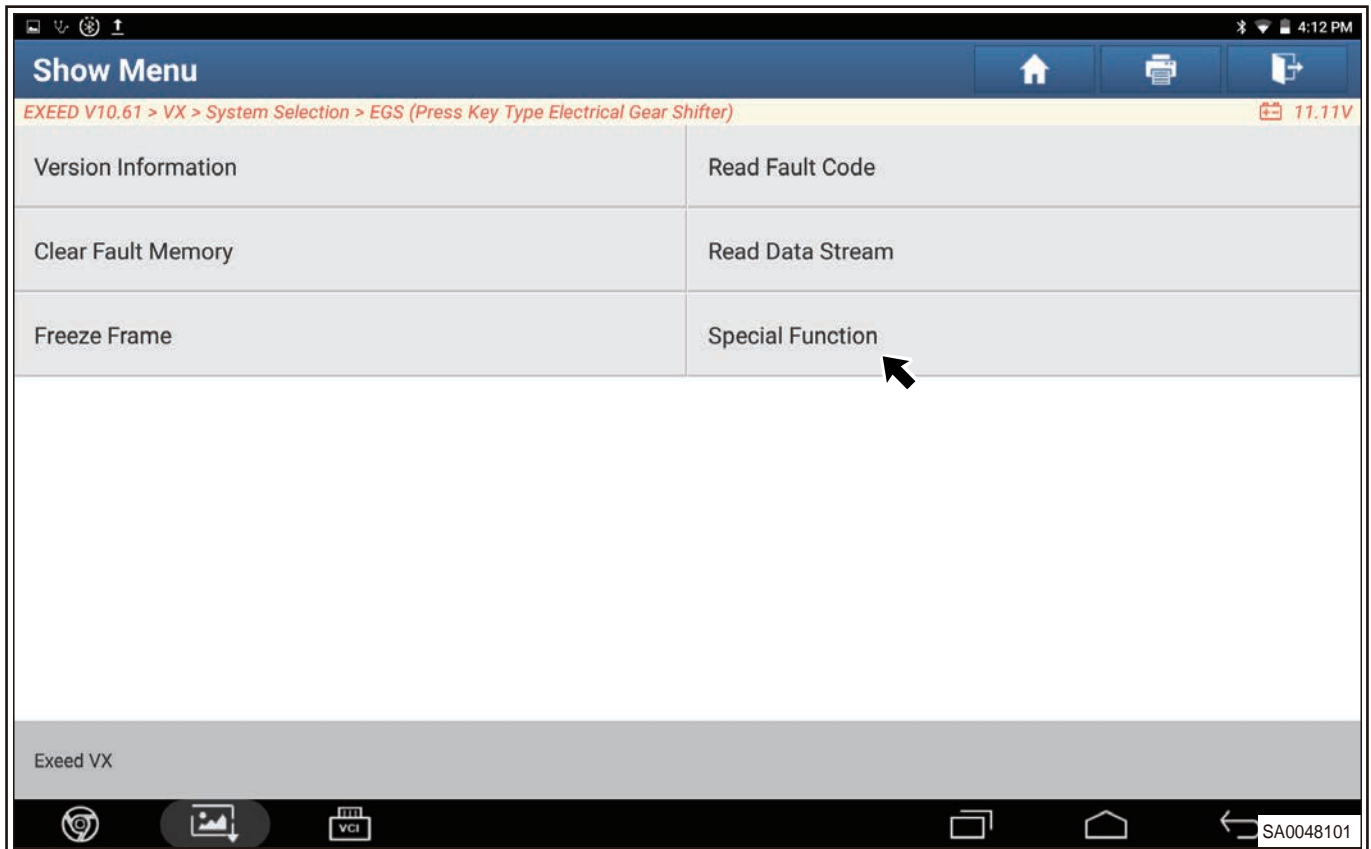 4:12 PM
Show Menu
EXEED V10.61 > VX > System Selection > EGS (Press Key Type Electrical Gear Shifter)
11.11V
Version Information
Read Fault Code
Clear Fault Memory
Read Data Stream
Freeze Frame
Special Function
Exeed VX
VCI
SA0048101